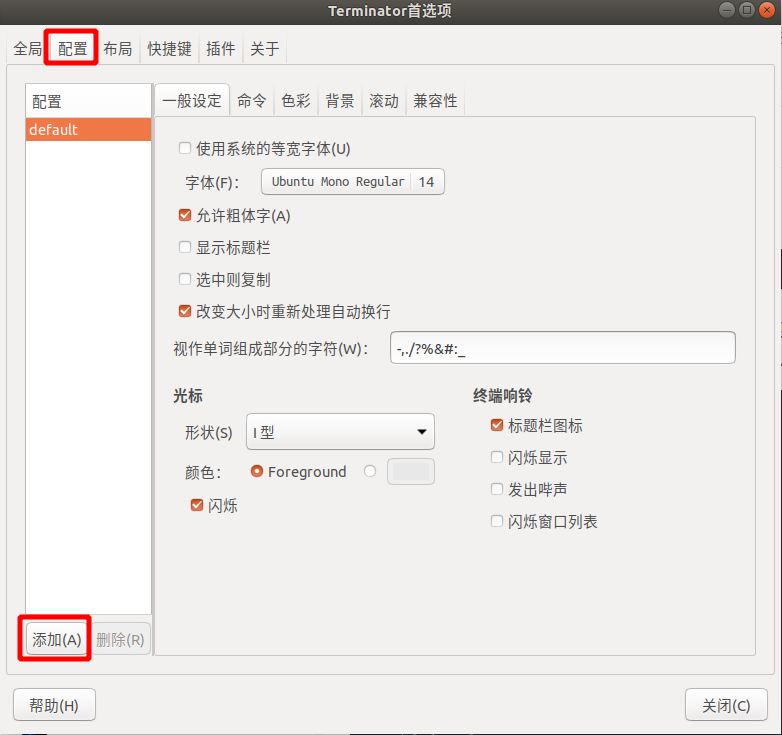 Terminator首选项
全局 配置 布局 快捷键 插件 关于
配置
default
一般设定 命令 色彩 背景 滚动 兼容性
使用系统的等宽字体(U)
字体(F)： Ubuntu Mono Regular 14
允许粗体字(A)
显示标题栏
选中则复制
改变大小时重新处理自动换行
视作单词组成部分的字符(W)： -,./?%&#:_
光标
形状(S) I 型
颜色： Foreground
闪烁
终端响铃
标题栏图标
闪烁显示
发出哔声
闪烁窗口列表
添加(A) 删除(R)
帮助(H) 关闭(C)